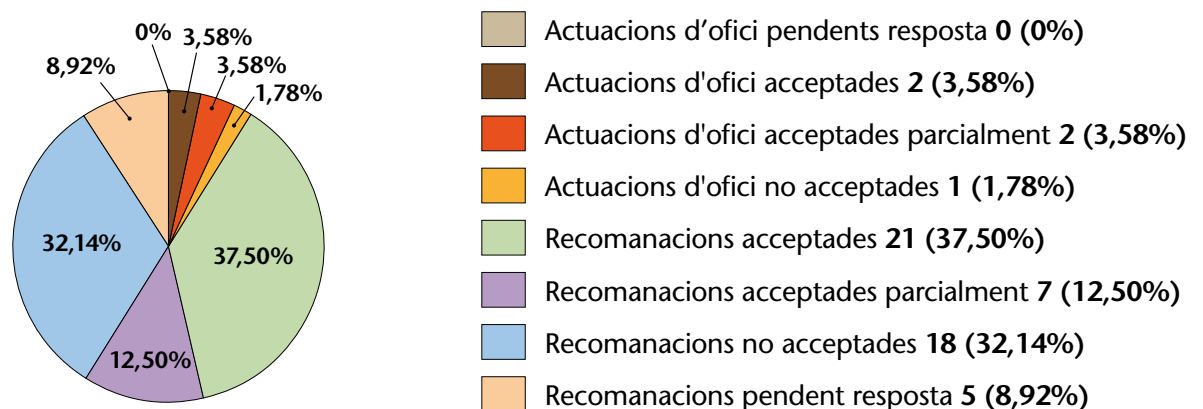 0%
3,58%
3,58%
1,78%
8,92%
32,14%
37,50%
12,50%
Actuacions d’ofici pendents resposta 0 (0%)
Actuacions d'ofici acceptades 2 (3,58%)
Actuacions d'ofici acceptades parcialment 2 (3,58%)
Actuacions d'ofici no acceptades 1 (1,78%)
Recomanacions acceptades 21 (37,50%)
Recomanacions acceptades parcialment 7 (12,50%)
Recomanacions no acceptades 18 (32,14%)
Recomanacions pendent resposta 5 (8,92%)